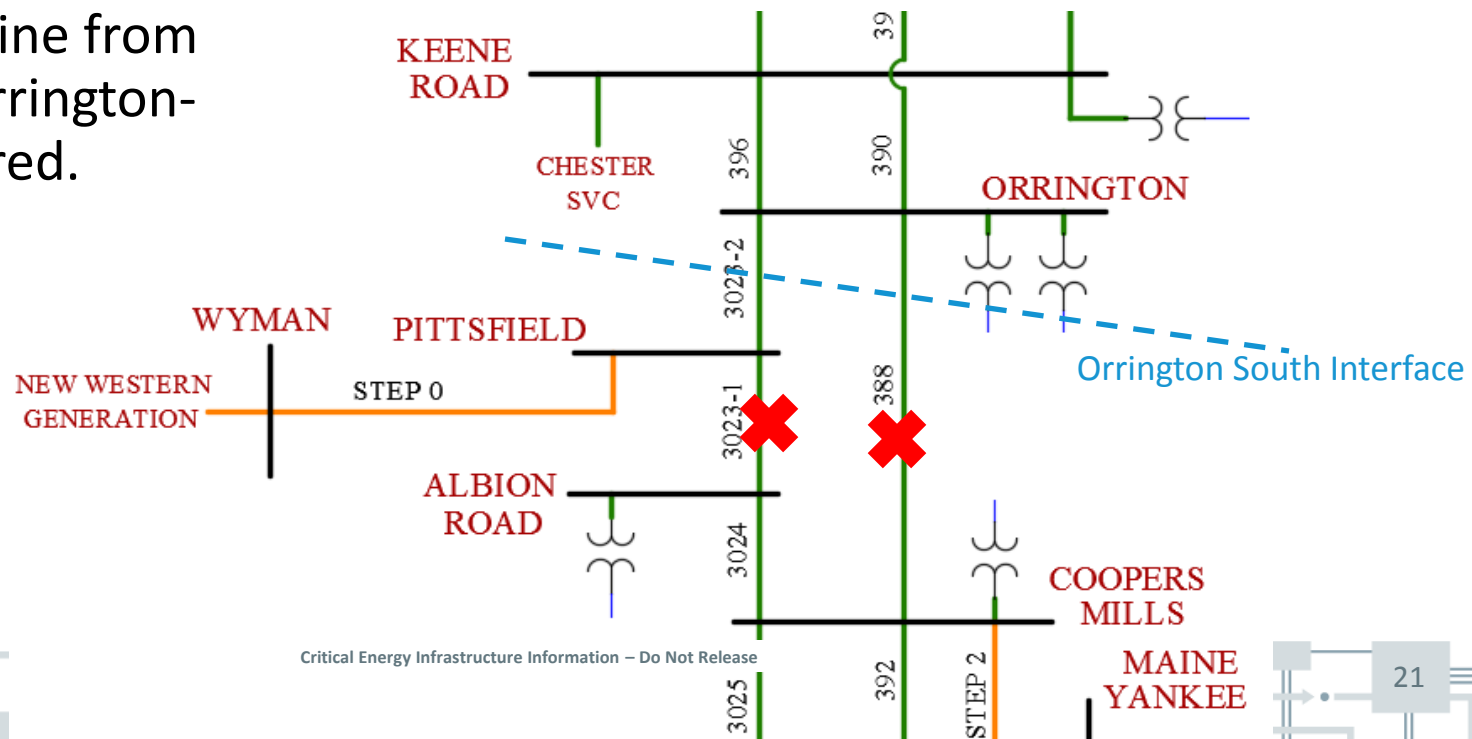 ine from
rrington-
red.
39
KEENE
ROAD
396
390
CHESTER
SVC
ORRINGTON
3023-2
WYMAN
PITTSFIELD
Orrington South Interface
NEW WESTERN
GENERATION
STEP 0
3023-1
388
ALBION
ROAD
3024
COOPERS
MILLS
Critical Energy Infrastructure Information – Do Not Release
3025
392
STEP 2
MAINE
YANKEE
21